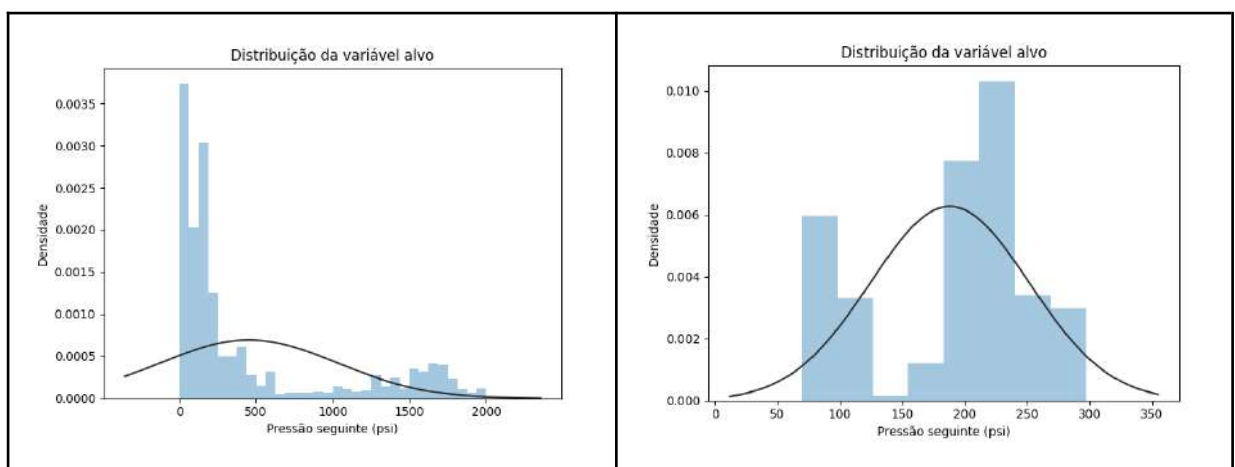 Distribuição da variável alvo
0.0035
0.0030
0.0025
0.0020
0.0015
0.0010
0.0005
0.0000
Densidade
0 500 1000 1500 2000
Pressão seguinte (psi)
Distribuição da variável alvo
0.010
0.008
0.006
0.004
0.002
0.000
Densidade
0 50 100 150 200 250 300 350
Pressão seguinte (psi)